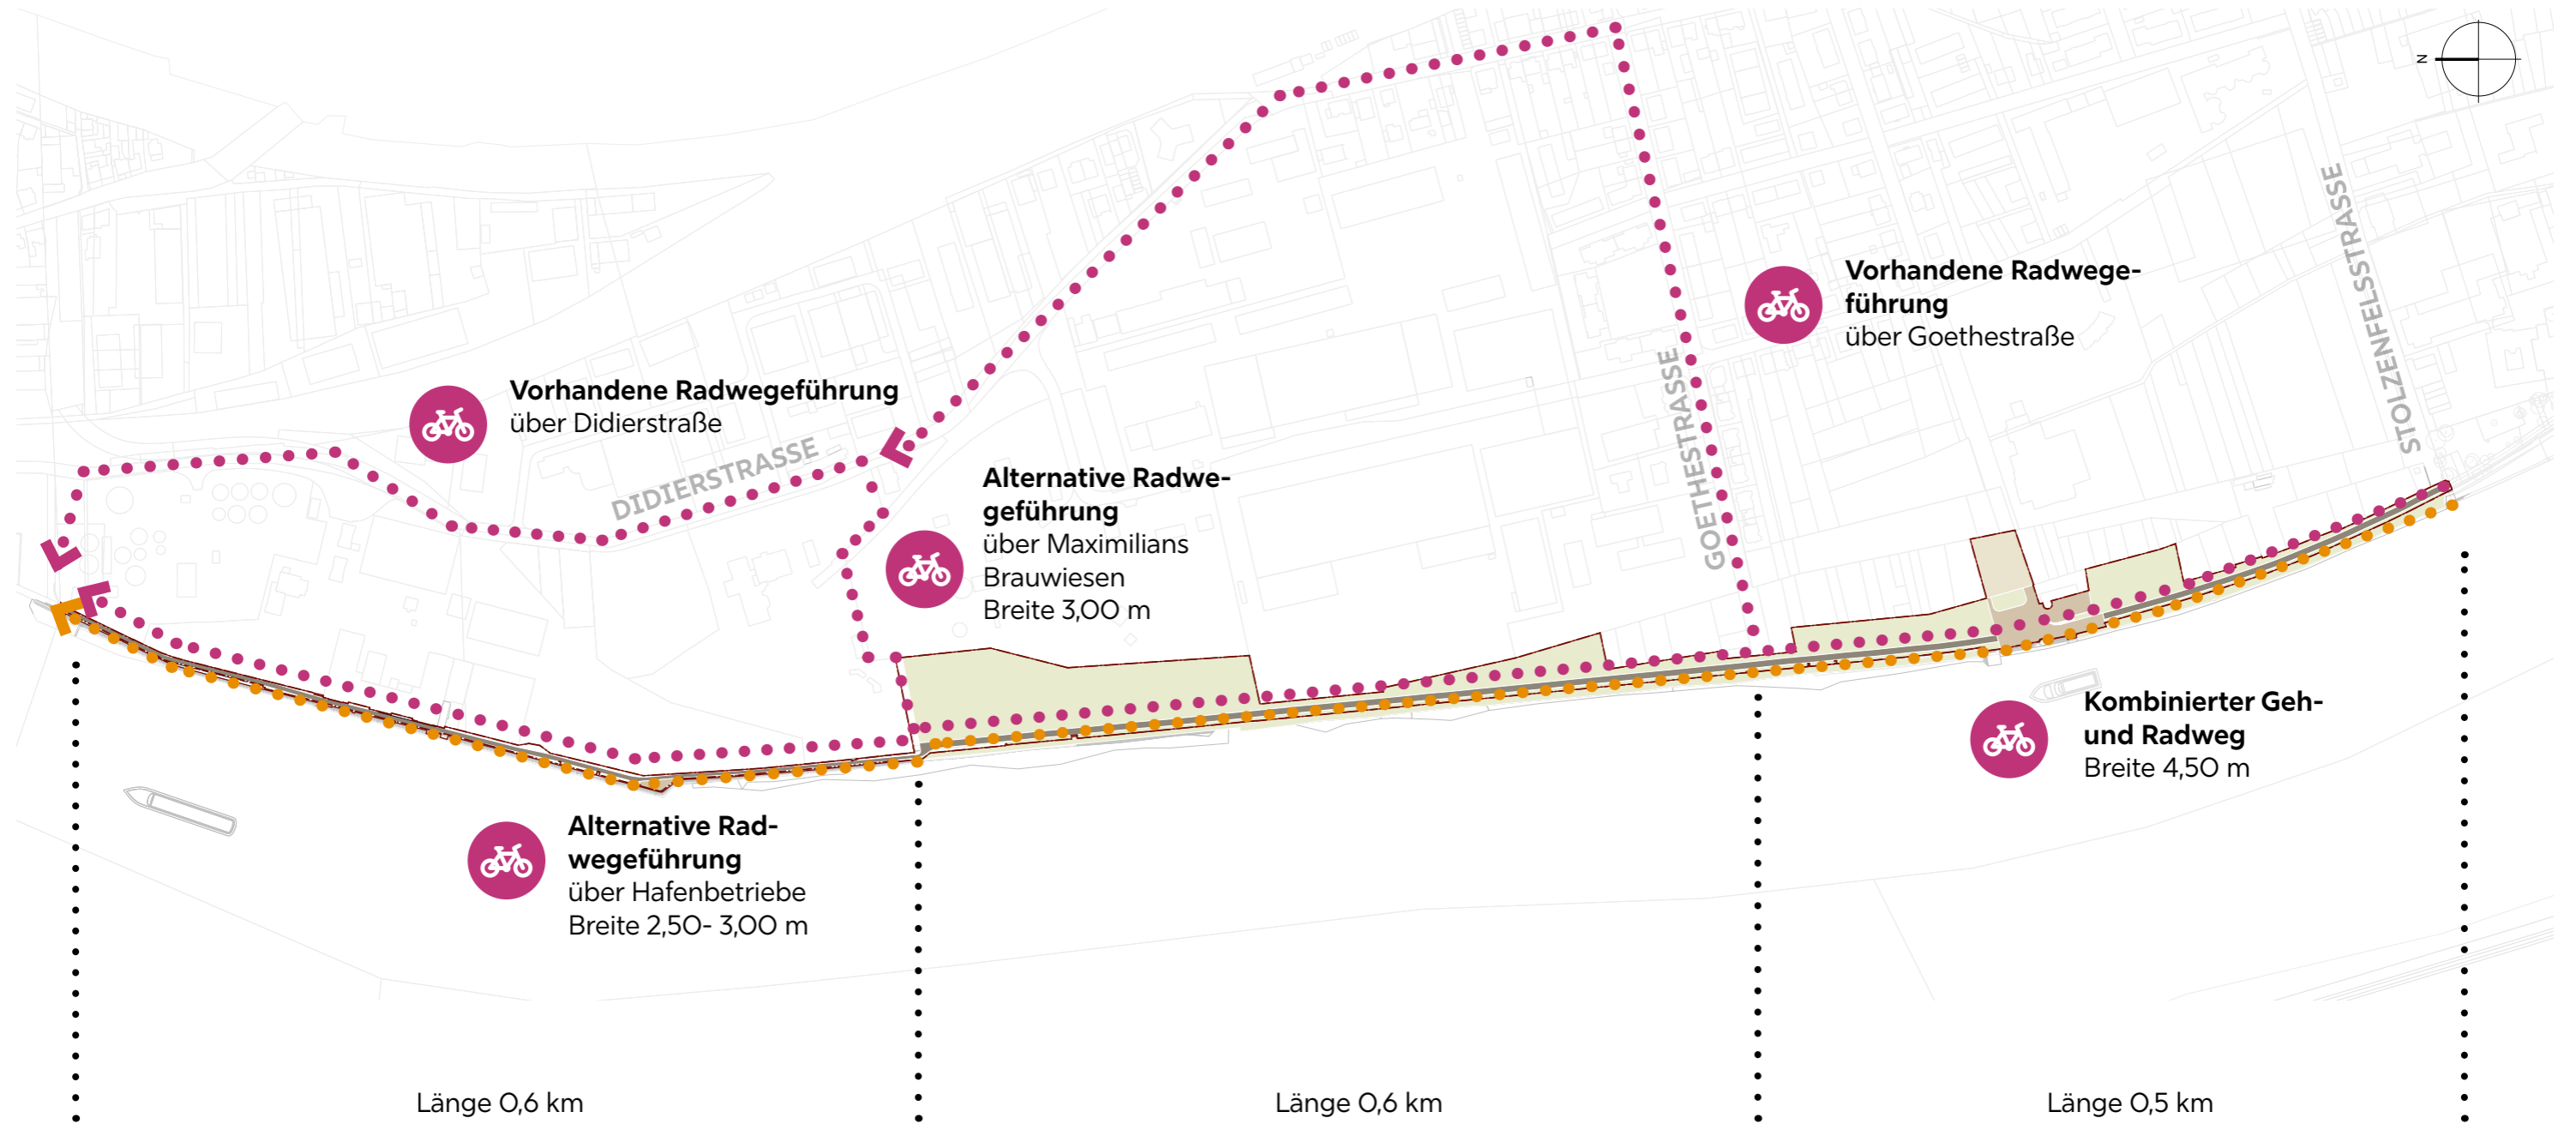 N
STOLZENFELSSTRASSE
Vorhandene Radwege-
führung
über Goethestraße
GOETHESTRASSE
Vorhandene Radwegeführung
über Didierstraße
DIDIERSTRASSE
Alternative Radwe-
geführung
über Maximilians
Brauwiesen
Breite 3,00 m
Kombinierter Geh-
und Radweg
Breite 4,50 m
Alternative Rad-
wegeführung
über Hafenbetriebe
Breite 2,50- 3,00 m
Länge 0,6 km
Länge 0,6 km
Länge 0,5 km